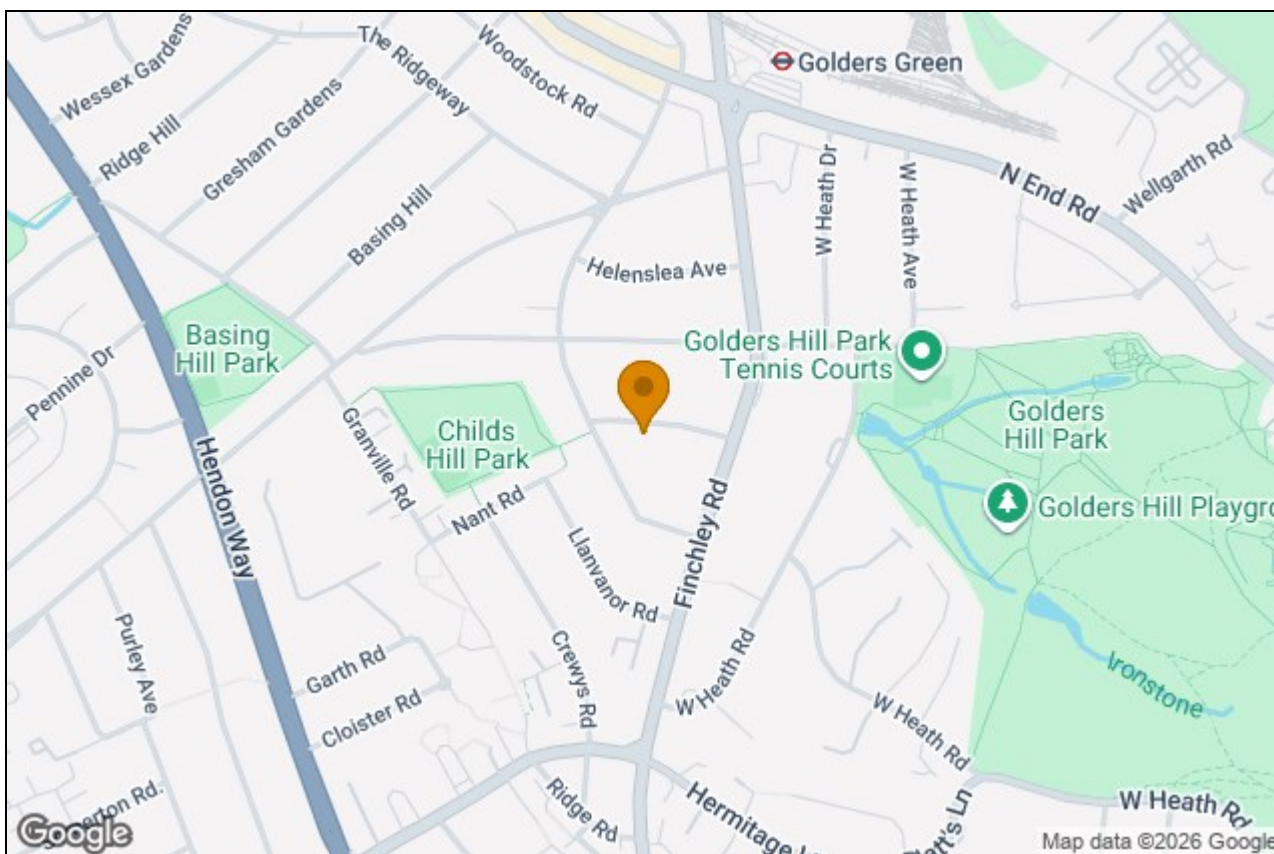 Wessex Gardens
The Ridgeway
Woodstock Rd
Golders Green
Ridge Hill
Gresham Gardens
Basing Hill
W Heath Dr
W Heath Ave
N End Rd
Wellgarth Rd
Helenslea Ave
Pennine Dr
Basing
Hill Park
Golders Hill Park
Tennis Courts
Granville Rd
Childs
Hill Park
Golders
Hill Park
Hendon Way
Nant Rd
Golders Hill Playgro
Llanvanor Rd
Finchley Rd
Purley Ave
Garth Rd
Crewys Rd
W Heath Rd
Ironstone
Cloister Rd
W Heath Rd
Ridge Rd
Hermitage
Platt's Ln
W Heath Rd
erton Rd.
Google
Map data ©2026 Google